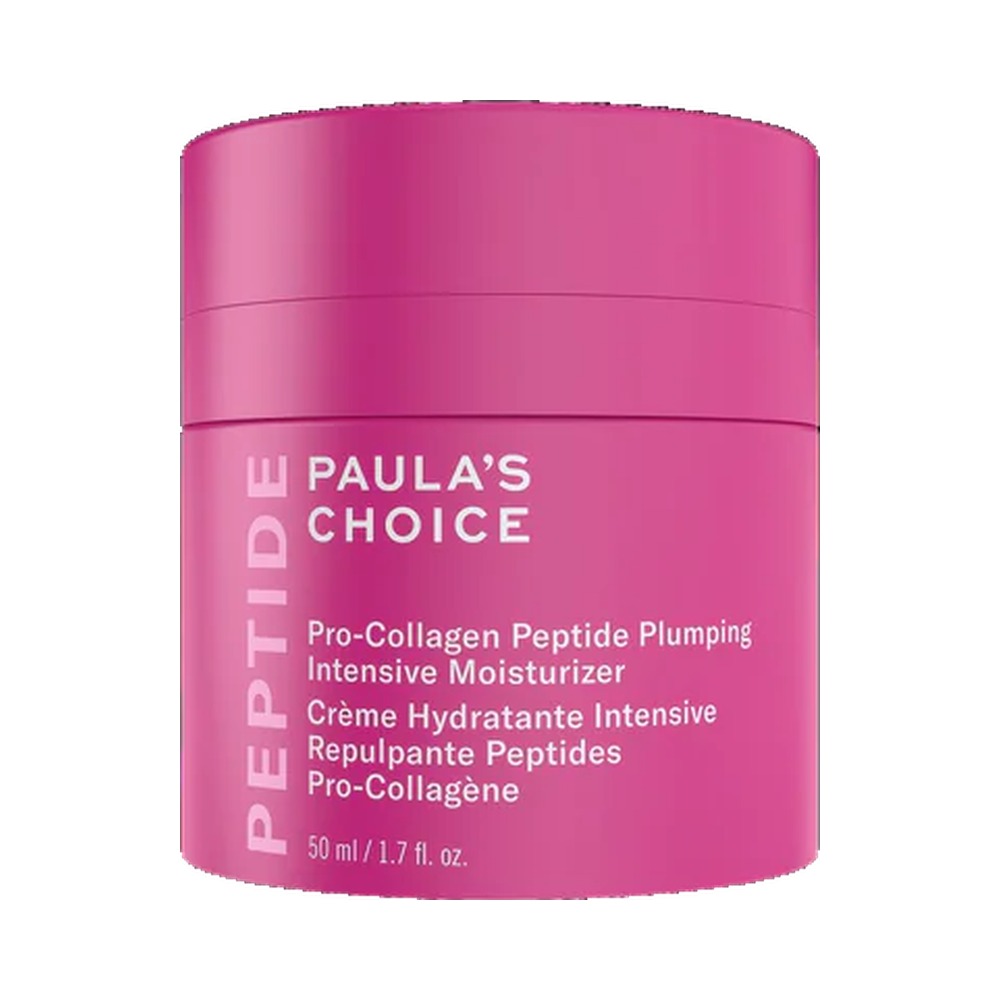 PEPTIDE
PAULA'S
CHOICE
Pro-Collagen Peptide Plumping
Intensive Moisturizer
Crème Hydratante Intensive
Repulpante Peptides
Pro-Collagène
50 ml / 1.7 fl. oz.